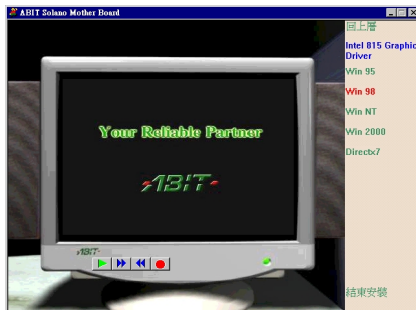 ABIT Solano Mother Board
回上層
Intel 815 Graphic
Driver
Win 95
Win 98
Win NT
Win 2000
Directx7
Your Reliable Partner
ABIT
ABIT
結束安裝